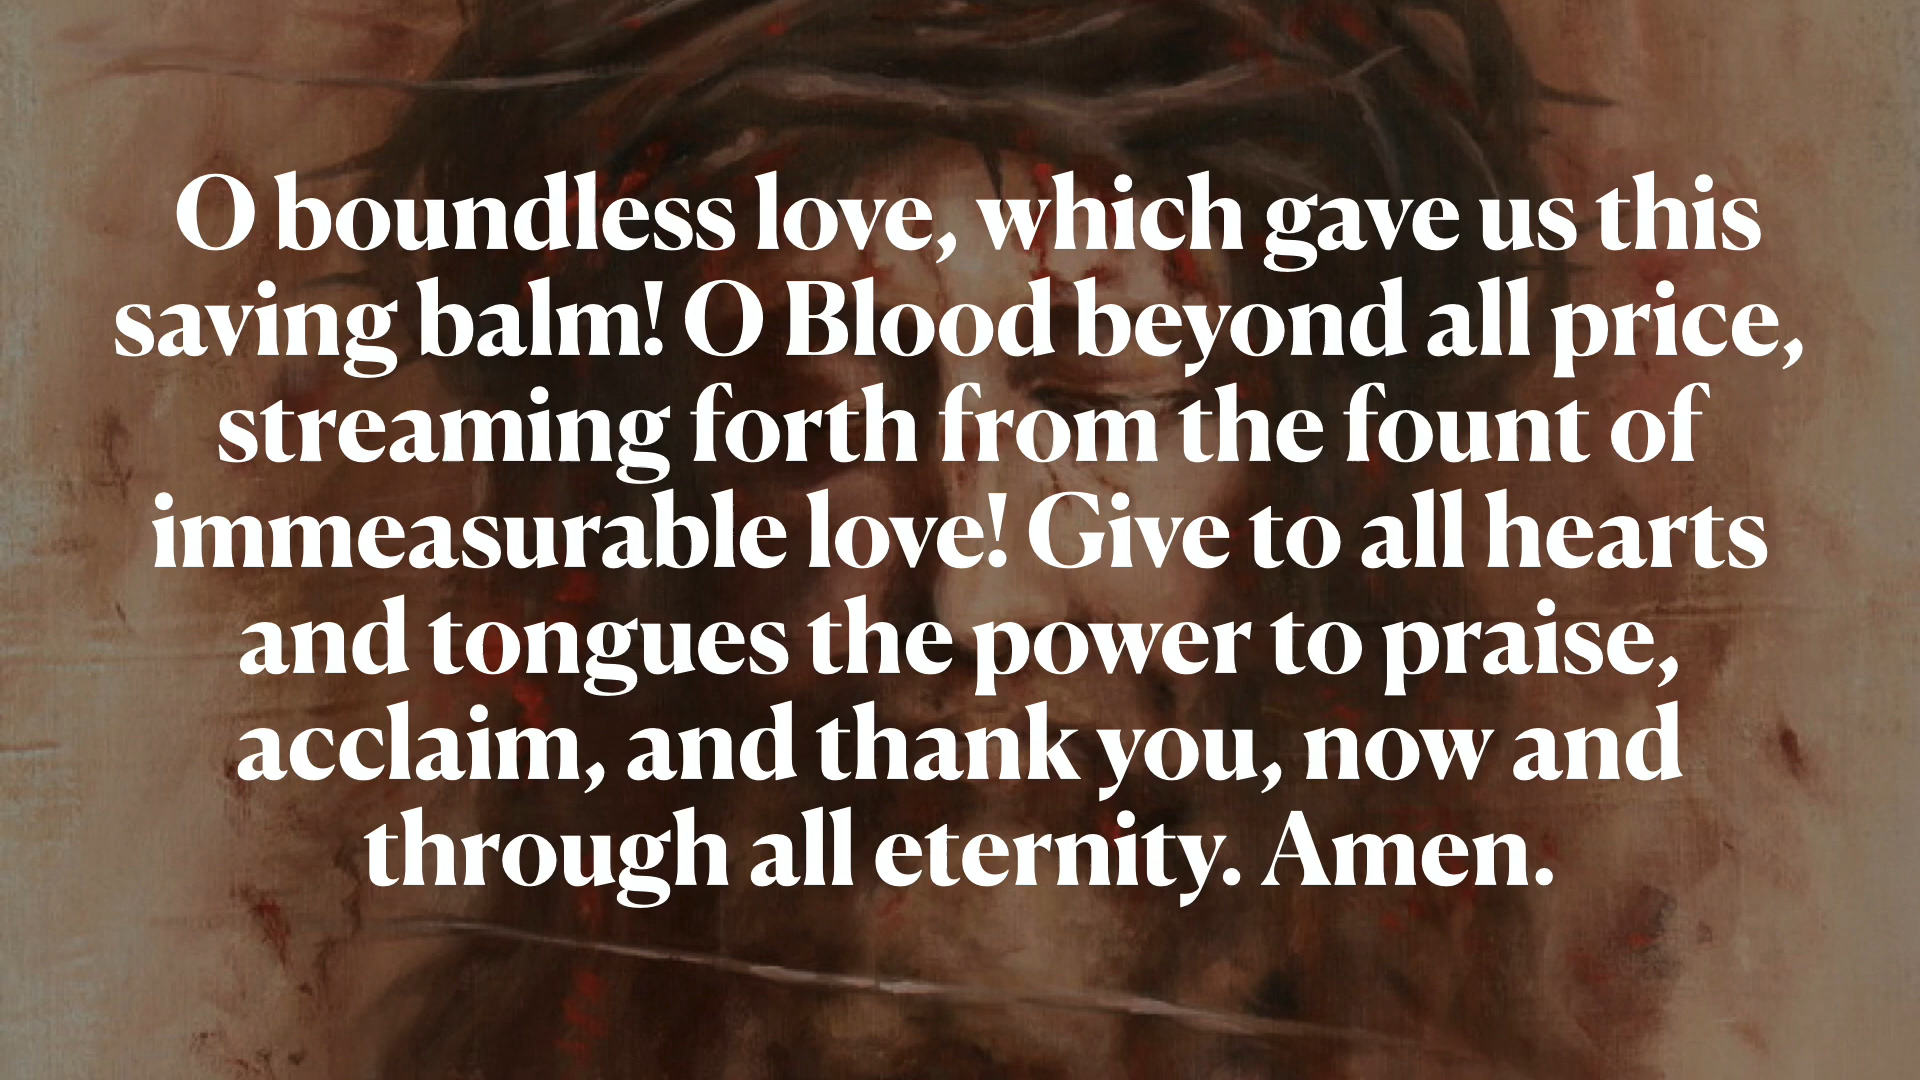 O boundless love, which gave us this
saving balm! O Blood beyond all price,
streaming forth from the fount of
immeasurable love! Give to all hearts
and tongues the power to praise,
acclaim, and thank you, now and
through all eternity. Amen.